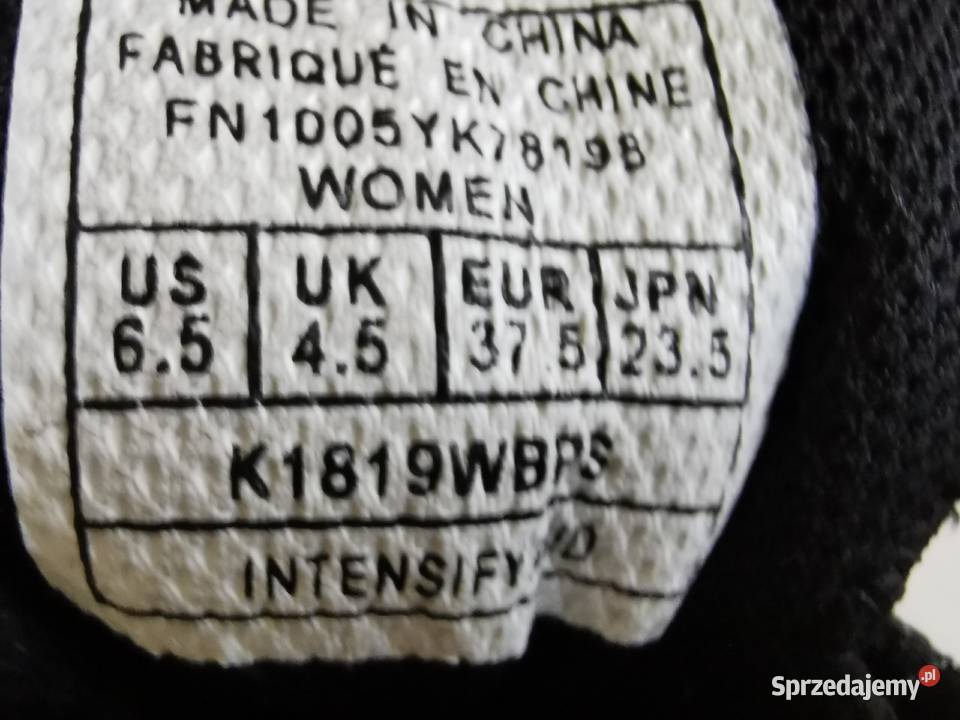 MADE IN CHINA
FABRIQUÉ EN CHINE
FN1005YK78198
WOMEN
US UK EUR JPN
6.5 4.5 37.5 23.5
K1819WBPS
INTENSIFY
Sprzedajemy.pl